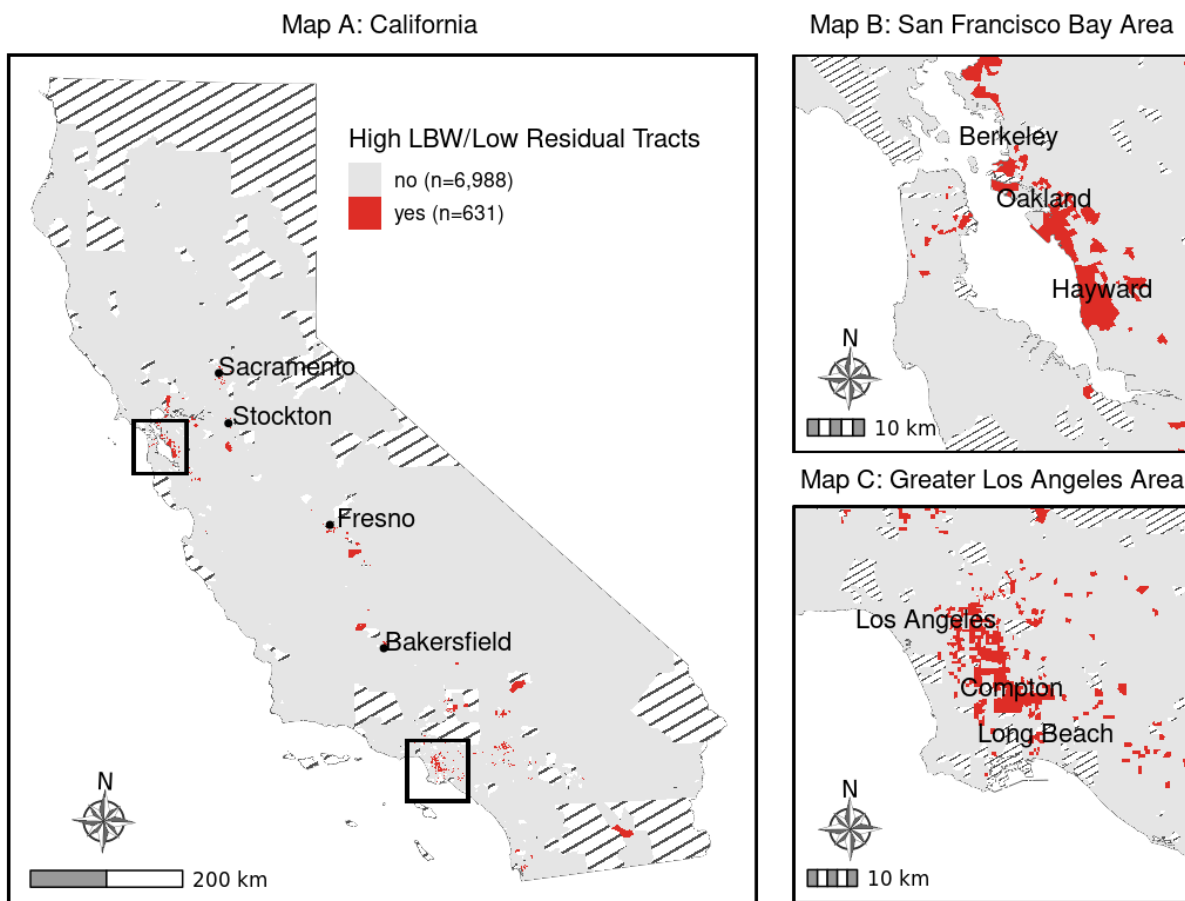 Map A: California
High LBW/Low Residual Tracts
no (n=6,988)
yes (n=631)
Sacramento
Stockton
Fresno
Bakersfield
N
200 km
Map B: San Francisco Bay Area
Berkeley
Oakland
Hayward
N
10 km
Map C: Greater Los Angeles Area
Los Angeles
Compton
Long Beach
N
10 km